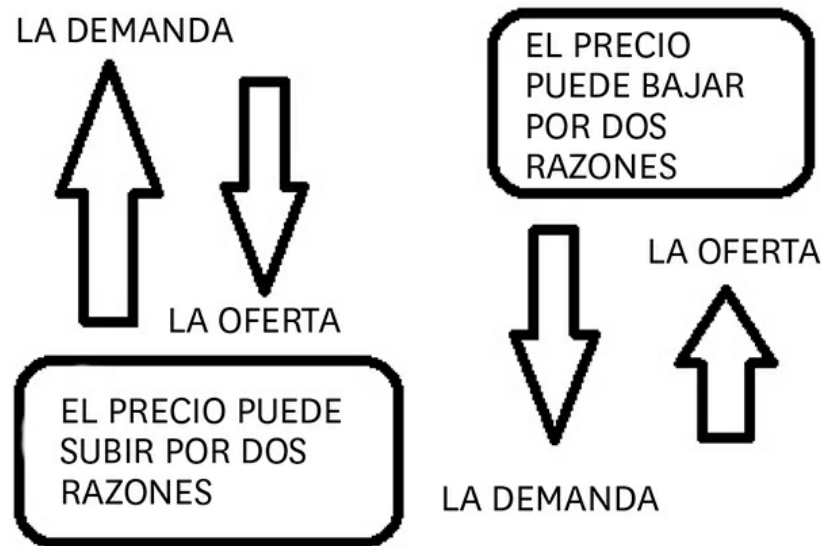 LA DEMANDA
LA OFERTA
EL PRECIO PUEDE
SUBIR POR DOS
RAZONES
EL PRECIO
PUEDE BAJAR
POR DOS
RAZONES
LA OFERTA
LA DEMANDA